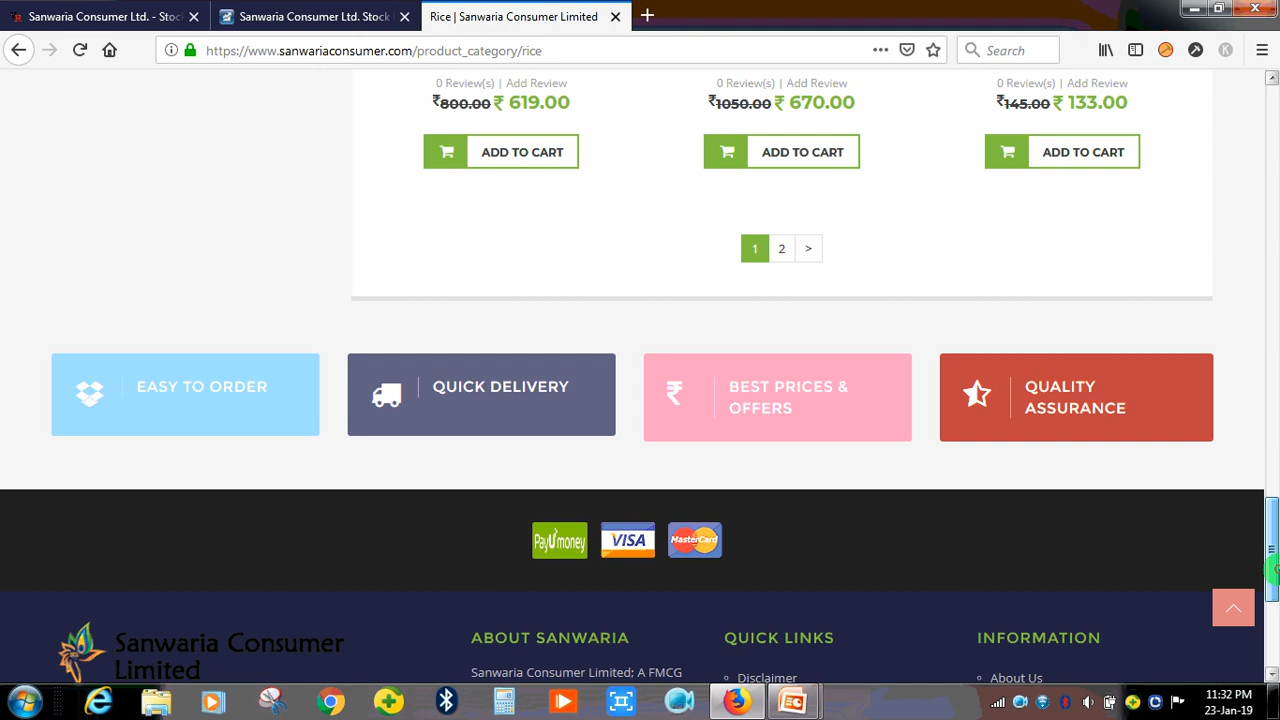 Sanwaria Consumer Ltd. - Stock
Sanwaria Consumer Ltd. Stock
Rice | Sanwaria Consumer Limited
https://www.sanwariaconsumer.com/product_category/rice
Search
0 Review(s) | Add Review
₹800.00 ₹ 619.00
ADD TO CART
0 Review(s) | Add Review
₹1050.00 ₹ 670.00
ADD TO CART
0 Review(s) | Add Review
₹145.00 ₹ 133.00
ADD TO CART
1 2 >
EASY TO ORDER
QUICK DELIVERY
BEST PRICES &
OFFERS
QUALITY
ASSURANCE
PayUmoney
VISA
MasterCard
Sanwaria Consumer
Limited
ABOUT SANWARIA
Sanwaria Consumer Limited; A FMCG
QUICK LINKS
Disclaimer
INFORMATION
About Us
11:32 PM
23-Jan-19